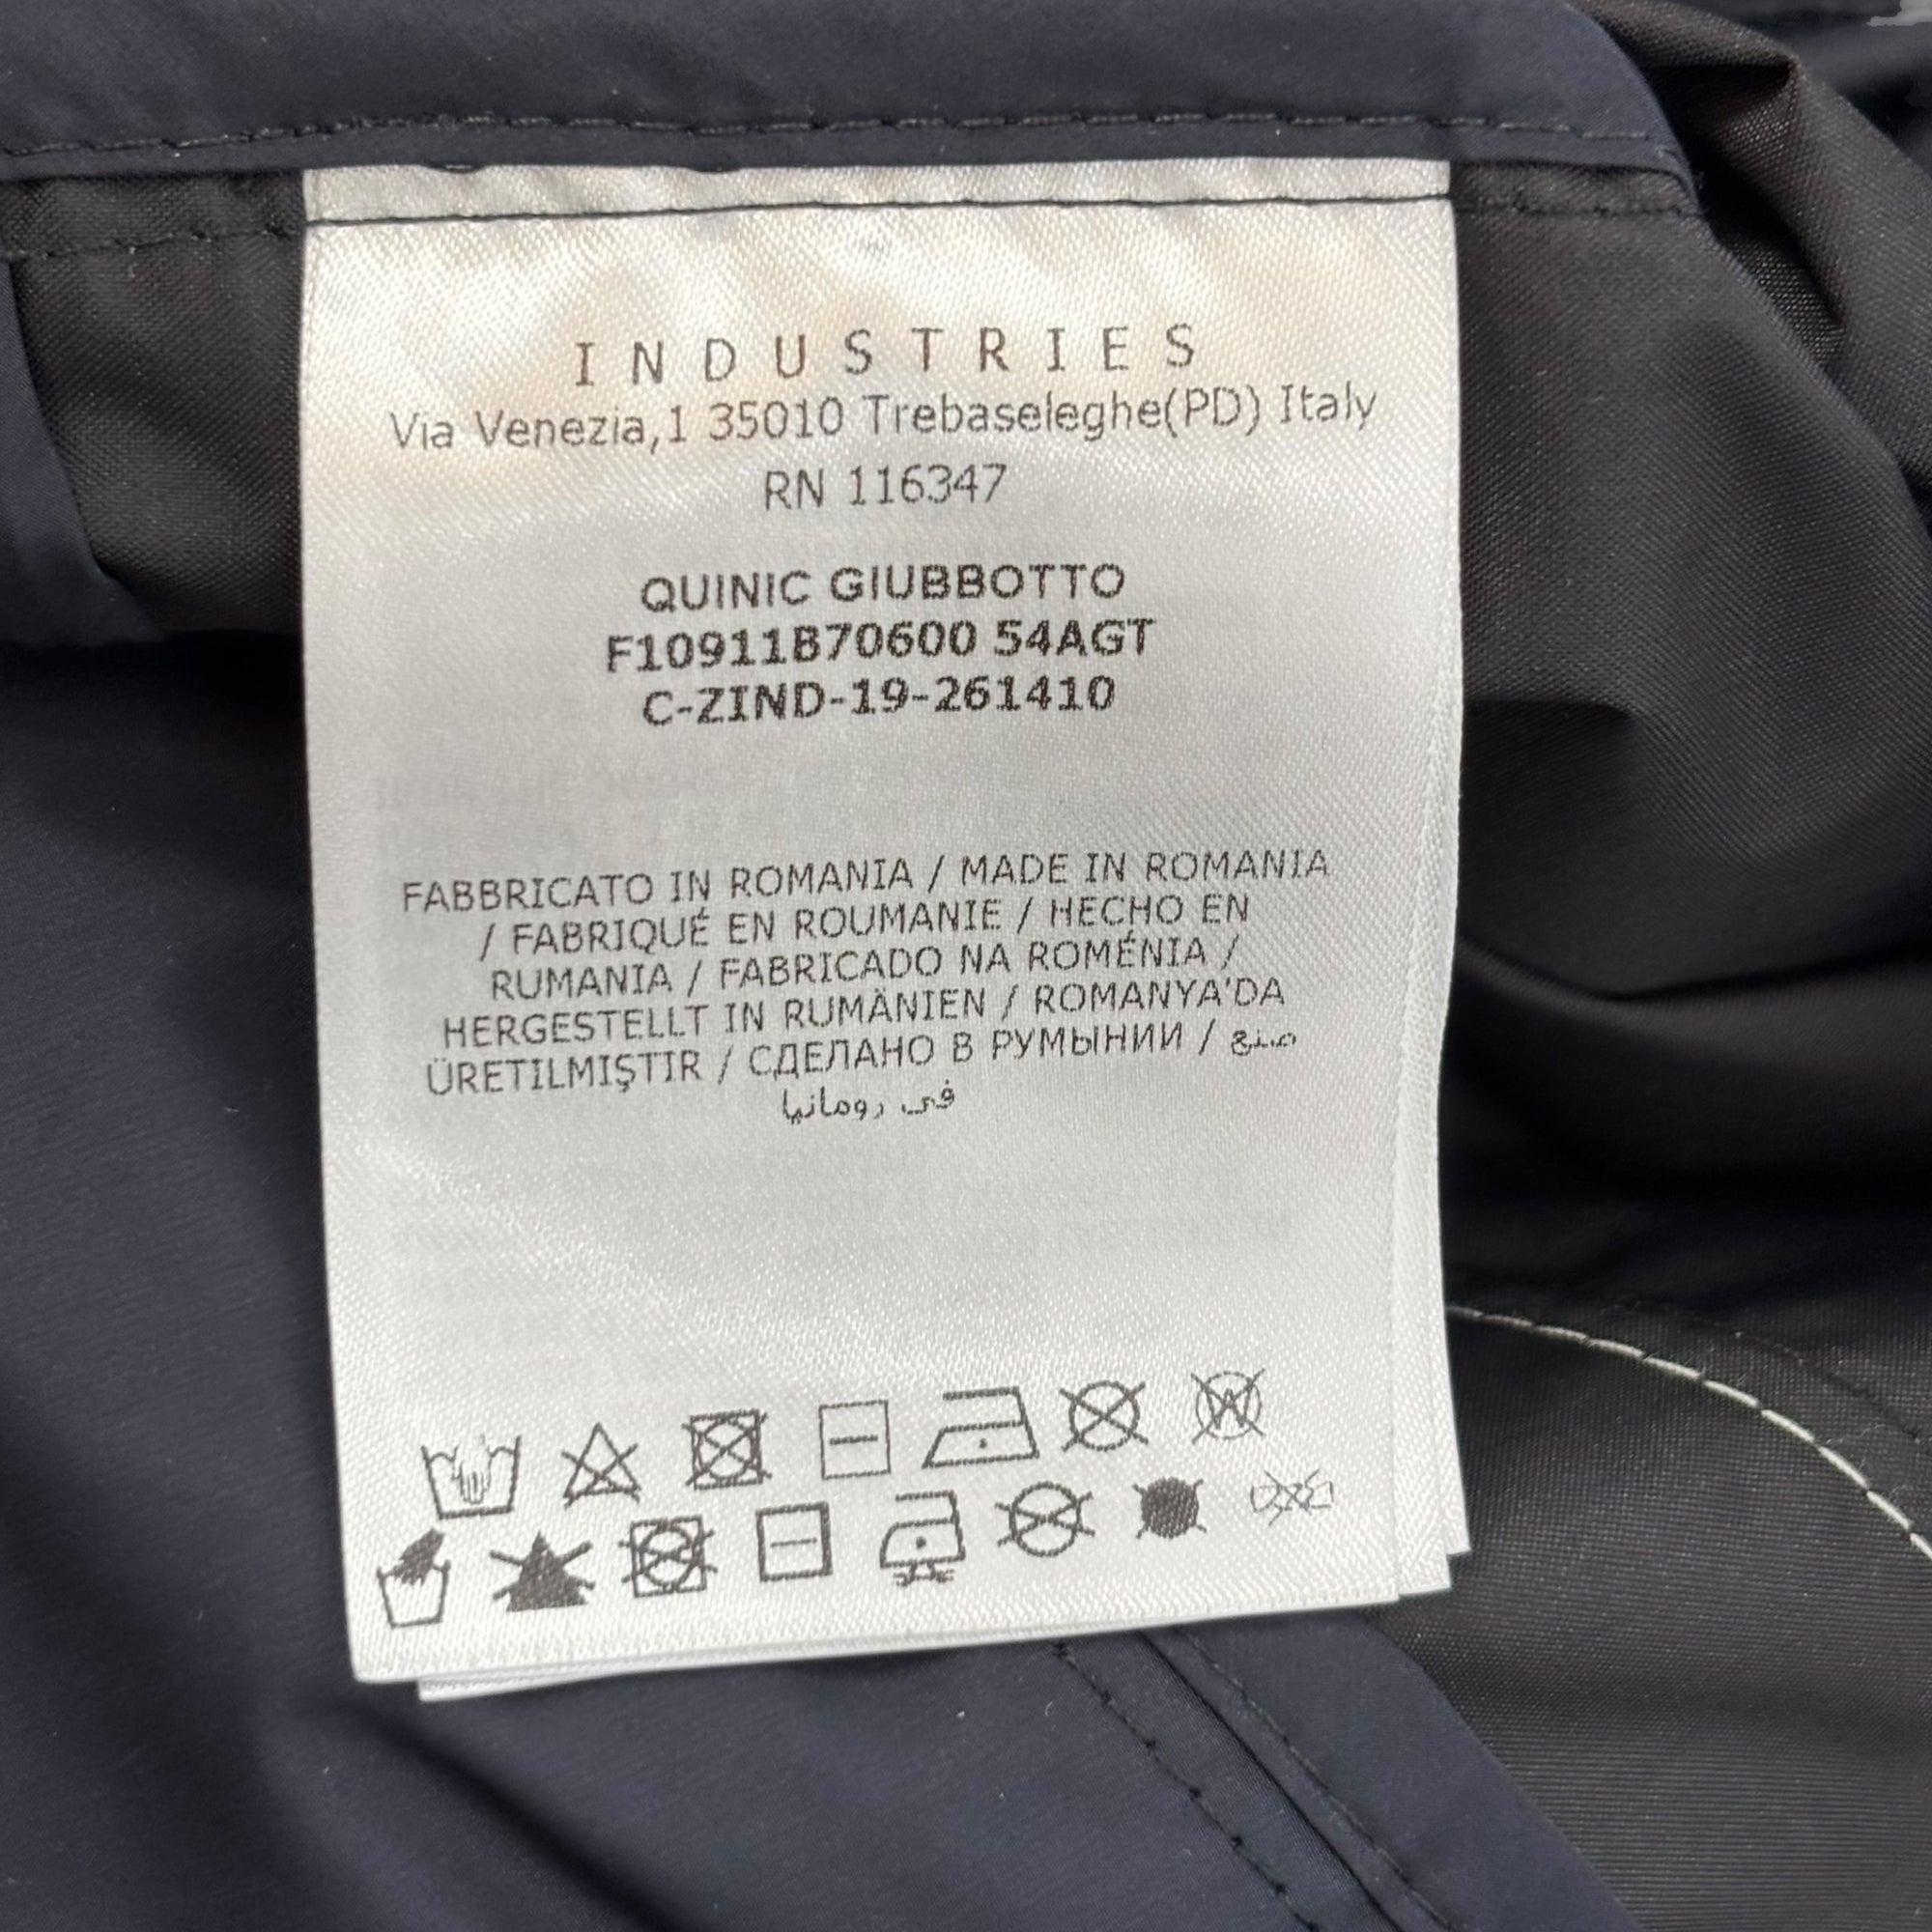 INDUSTRIES
Via Venezia,1 35010 Trebaseleghe(PD) Italy
RN 116347
QUINIC GIUBBOTTO
F10911B70600 54AGT
C-ZIND-19-261410
FABBRICATO IN ROMANIA / MADE IN ROMANIA
/ FABRIQUÉ EN ROUMANIE / HECHO EN
RUMANIA / FABRICADO NA ROMÉNIA /
HERGESTELLT IN RUMÄNIEN / ROMANYA'DA
ÜRETILMIŞTIR / СДЕЛАНО В РУМЫНИИ / صنع
في رومانيا
W